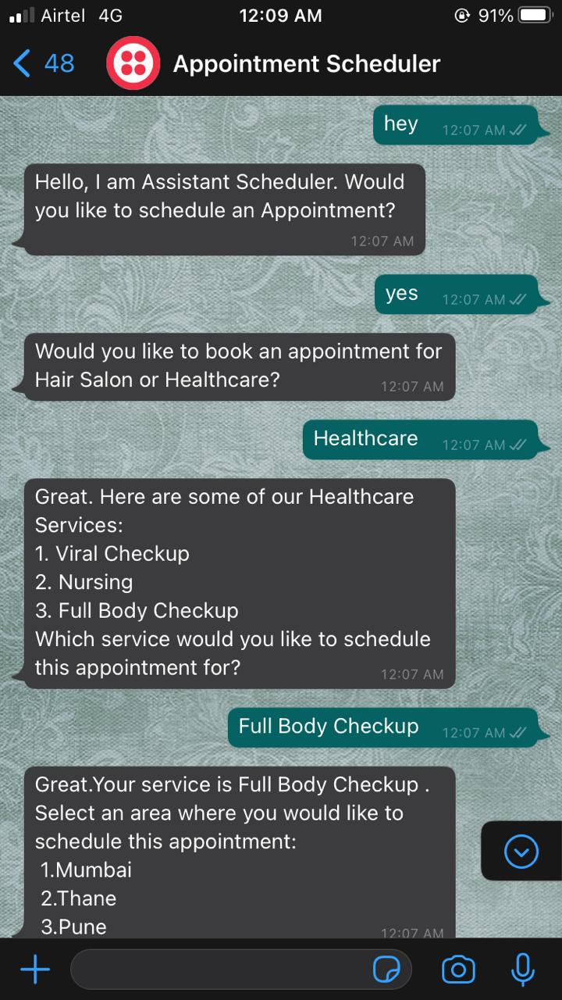 Airtel 4G 12:09 AM 91%
48 Appointment Scheduler
hey 12:07 AM
Hello, I am Assistant Scheduler. Would
you like to schedule an Appointment?
12:07 AM
yes 12:07 AM
Would you like to book an appointment for
Hair Salon or Healthcare? 12:07 AM
Healthcare 12:07 AM
Great. Here are some of our Healthcare
Services:
1. Viral Checkup
2. Nursing
3. Full Body Checkup
Which service would you like to schedule
this appointment for? 12:07 AM
Full Body Checkup 12:07 AM
Great.Your service is Full Body Checkup .
Select an area where you would like to
schedule this appointment:
1.Mumbai
2.Thane
3.Pune 12:07 AM